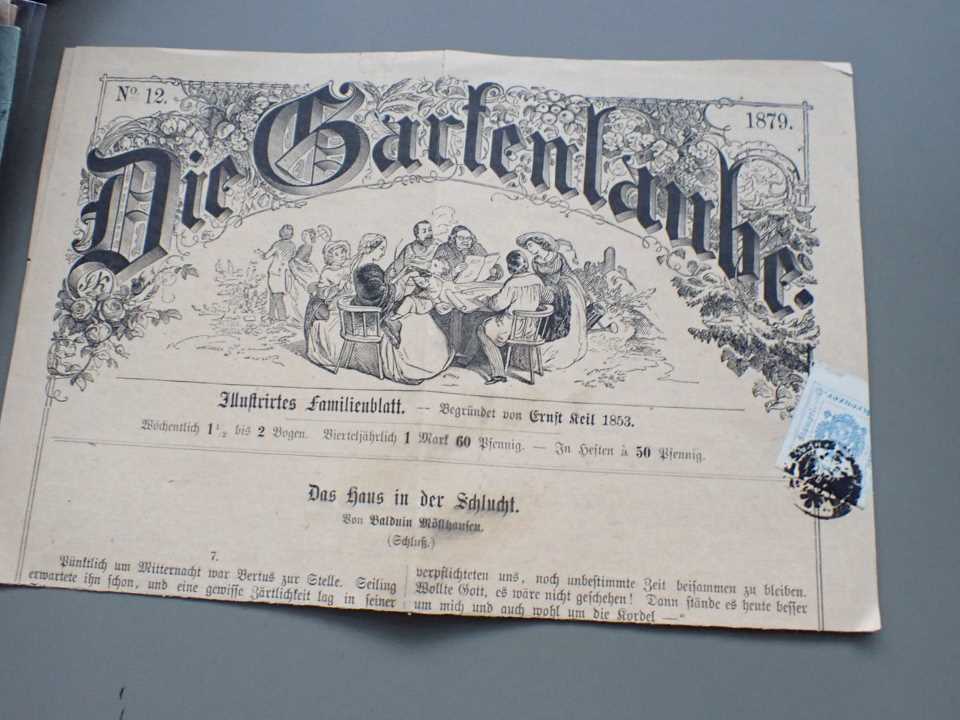 No. 12.
1879.
Die Gartenlaube.
Illustrirtes Familienblatt. — Begründet von Ernst Keil 1853.
Wöchentlich 1 1/2 bis 2 Bogen. Vierteljährlich 1 Mark 60 Pfennig. — In Heften à 50 Pfennig.
Das Haus in der Schlucht.
Von Balduin Möllhausen.
(Schluß.)
7.
Pünktlich um Mitternacht war Bertus zur Stelle. Seiling
erwartete ihn schon, und eine gewisse Zärtlichkeit lag in seiner
verpflichteten uns, noch unbestimmte Zeit beisammen zu bleiben.
Wollte Gott, es wäre nicht geschehen! Dann stände es heute besser
um mich und auch wohl um die Kordel —"